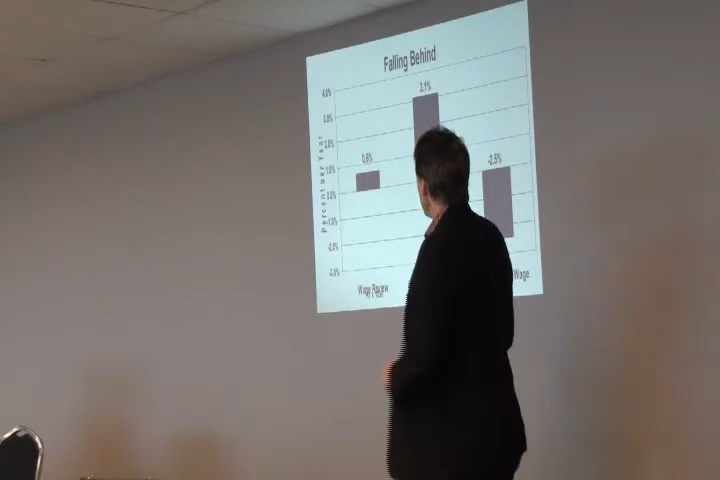 Falling Behind
4.0%
3.1%
3.0%
2.0%
0.6%
1.0%
-2.5%
0.0%
-1.0%
-2.0%
-3.0%
Percent per Year
Wage Review
Wage